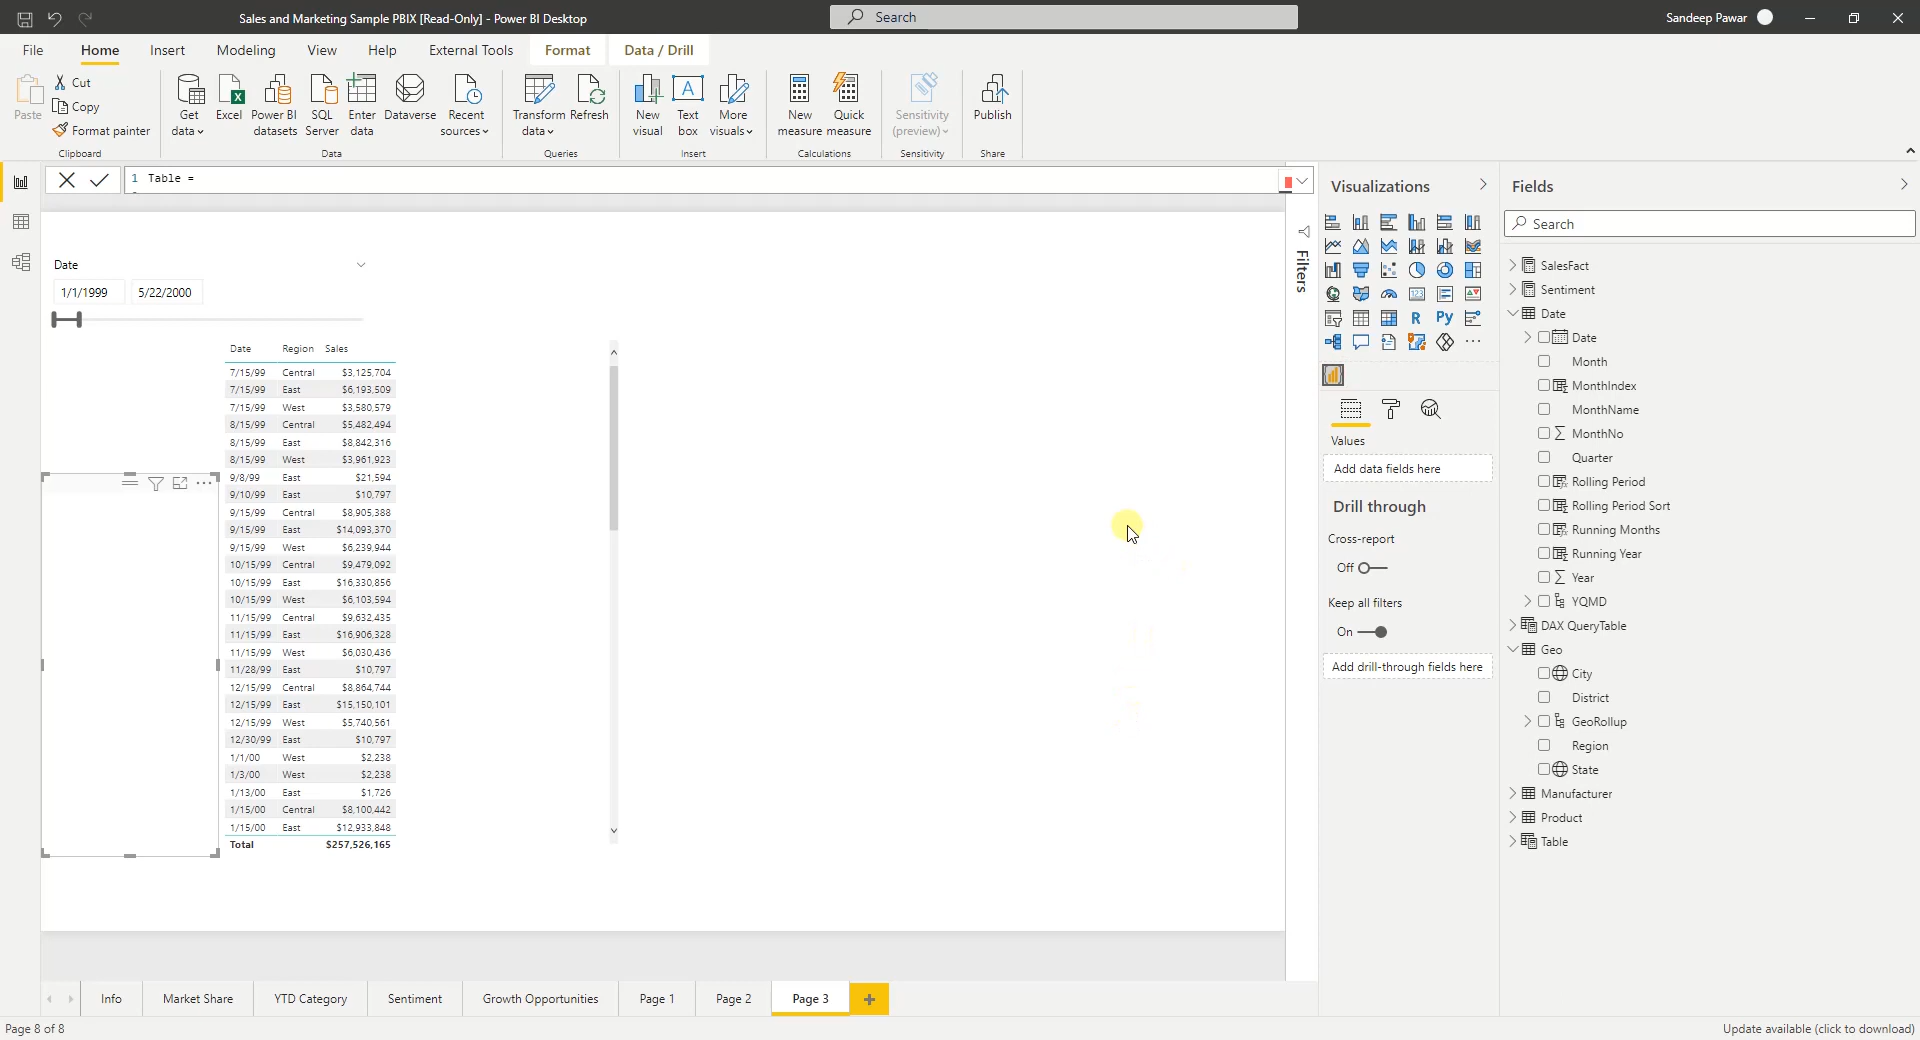 Sales and Marketing Sample PBIX [Read-Only] - Power BI Desktop
Search
Sandeep Pawar
File
Home
Insert
Modeling
View
Help
External Tools
Format
Data / Drill
Paste
Cut
Copy
Format painter
Clipboard
Get data
Excel
Power BI datasets
SQL Server
Enter data
Dataverse
Recent sources
Data
Transform data
Refresh
Queries
New visual
Text box
More visuals
Insert
New measure
Quick measure
Calculations
Sensitivity (preview)
Sensitivity
Publish
Share
1 Table =
Date
1/1/1999 5/22/2000
Date Region Sales
7/15/99 Central $3,125,704
7/15/99 East $6,193,509
7/15/99 West $3,580,579
8/15/99 Central $5,482,494
8/15/99 East $8,842,316
8/15/99 West $3,961,923
9/8/99 East $21,594
9/10/99 East $10,797
9/15/99 Central $8,905,388
9/15/99 East $14,093,370
9/15/99 West $6,239,944
10/15/99 Central $9,479,092
10/15/99 East $16,330,856
10/15/99 West $6,103,594
11/15/99 Central $9,632,435
11/15/99 East $16,906,328
11/15/99 West $6,030,436
11/28/99 East $10,797
12/15/99 Central $8,864,744
12/15/99 East $15,150,101
12/15/99 West $5,740,561
12/30/99 East $10,797
1/1/00 West $2,238
1/3/00 West $2,238
1/13/00 East $1,726
1/15/00 Central $8,100,442
1/15/00 East $12,933,848
Total $257,526,165
Filters
Visualizations
R
Py
123
Values
Add data fields here
Drill through
Cross-report
Off
Keep all filters
On
Add drill-through fields here
Fields
Search
SalesFact
Sentiment
Date
Date
Month
MonthIndex
MonthName
MonthNo
Quarter
Rolling Period
Rolling Period Sort
Running Months
Running Year
Year
YQMD
DAX QueryTable
Geo
City
District
GeoRollup
Region
State
Manufacturer
Product
Table
Info
Market Share
YTD Category
Sentiment
Growth Opportunities
Page 1
Page 2
Page 3
Page 8 of 8
Update available (click to download)